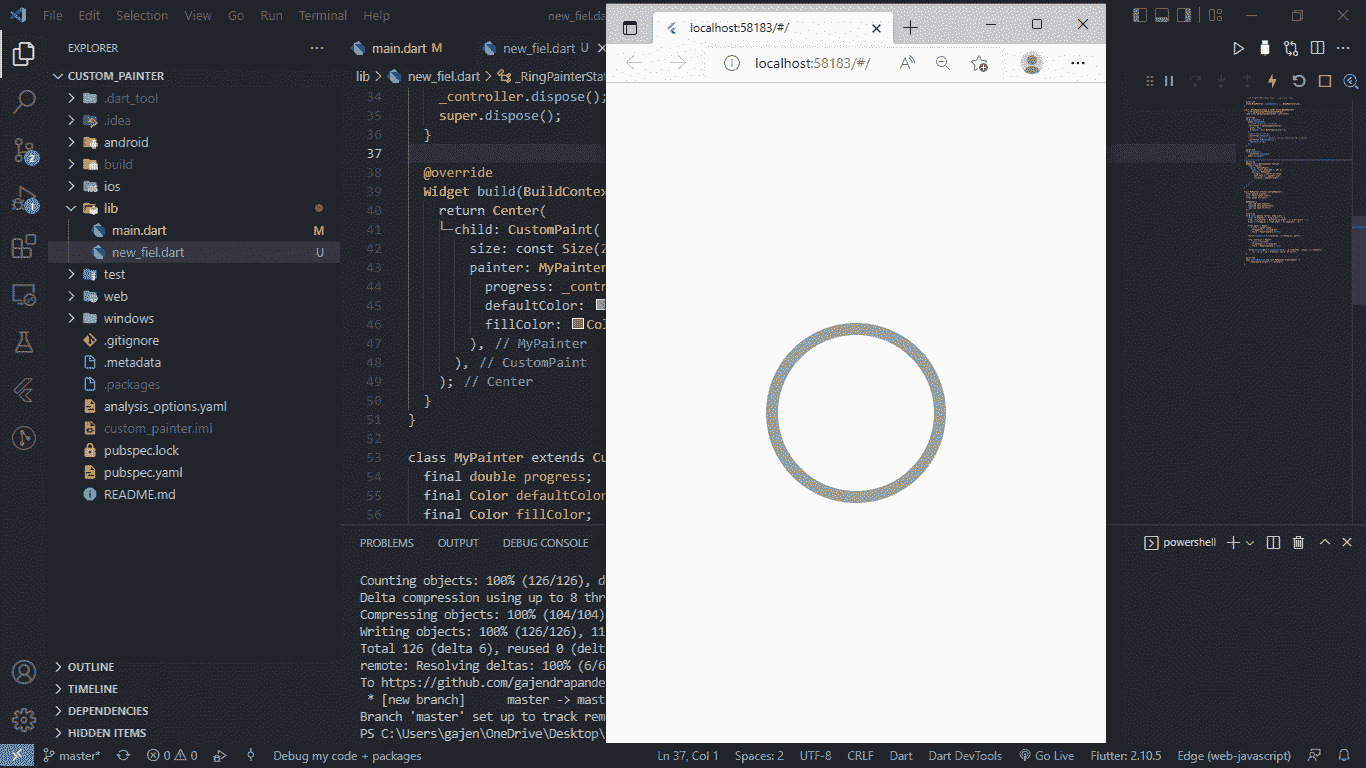 File Edit Selection View Go Run Terminal Help
new_fiel.da
localhost:58183/#/
EXPLORER
main.dart M
new_fiel.dart U
localhost:58183/#/
CUSTOM_PAINTER
lib > new_fiel.dart > _RingPainterStat
.dart_tool
.idea
android
build
ios
lib
main.dart M
new_fiel.dart U
test
web
windows
.gitignore
.metadata
.packages
analysis_options.yaml
custom_painter.iml
pubspec.lock
pubspec.yaml
README.md
2
1
34 _controller.dispose();
35 super.dispose();
36 }
37
38 @override
39 Widget build(BuildContex
40 return Center(
41 child: CustomPaint(
42 size: const Size(2
43 painter: MyPainter
44 progress: _contr
45 defaultColor:
46 fillColor: Co
47 ), // MyPainter
48 ), // CustomPaint
49 ); // Center
50 }
51 }
52
53 class MyPainter extends Cu
54 final double progress;
55 final Color defaultColor
56 final Color fillColor;
PROBLEMS OUTPUT DEBUG CONSOLE
powershell
Counting objects: 100% (126/126), d
Delta compression using up to 8 thr
Compressing objects: 100% (104/104)
Writing objects: 100% (126/126), 11
Total 126 (delta 6), reused 0 (delt
remote: Resolving deltas: 100% (6/6
To https://github.com/gajendrapande
* [new branch] master -> mast
Branch 'master' set up to track rem
PS C:\Users\gajen\OneDrive\Desktop\
OUTLINE
TIMELINE
DEPENDENCIES
HIDDEN ITEMS
master* 0 0 Debug my code + packages Ln 37, Col 1 Spaces: 2 UTF-8 CRLF Dart Dart DevTools Go Live Flutter: 2.10.5 Edge (web-javascript)